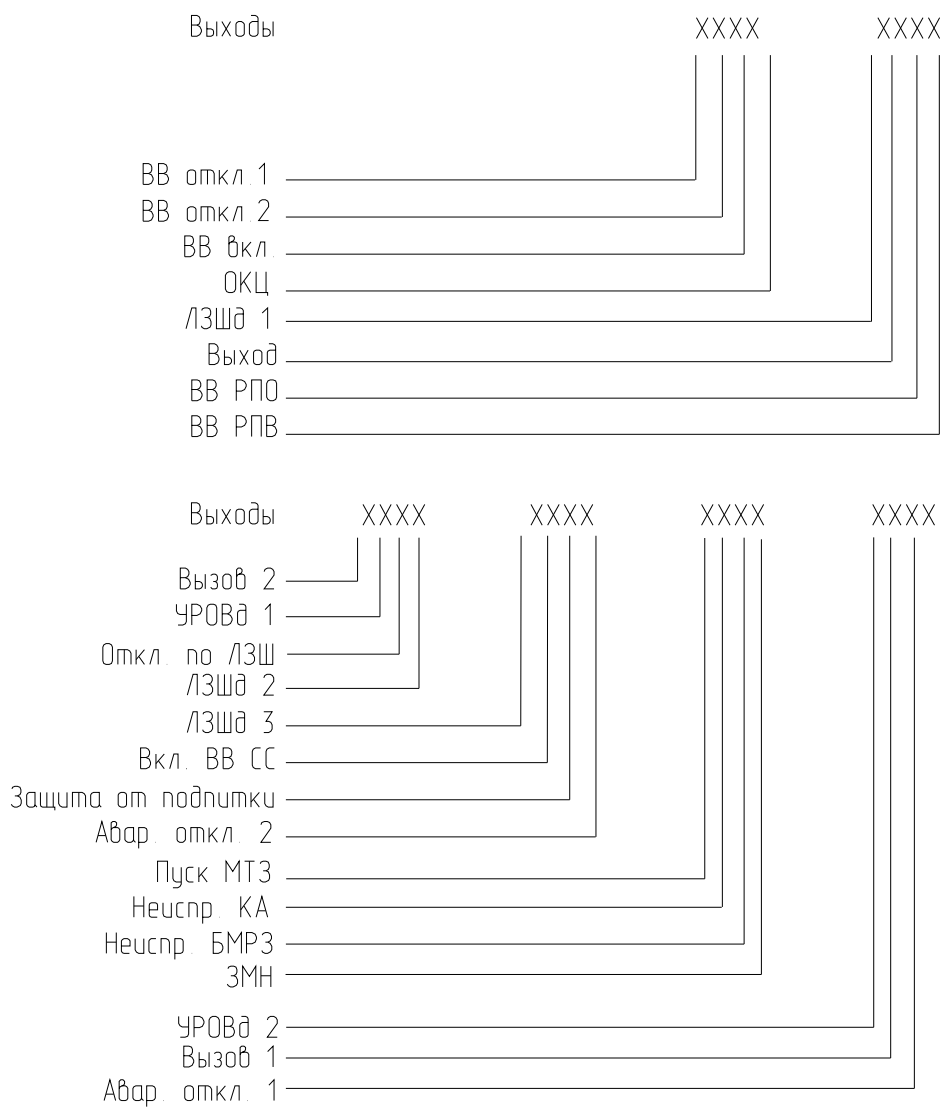 Выходы XXXX XXXX
ВВ откл.1
ВВ откл.2
ВВ вкл.
ОКЦ
ЛЗШд 1
Выход
ВВ РПО
ВВ РПВ
Выходы XXXX XXXX XXXX XXXX
Вызов 2
УРОВд 1
Откл. по ЛЗШ
ЛЗШд 2
ЛЗШд 3
Вкл. ВВ СС
Защита от подпитки
Авар. откл. 2
Пуск МТЗ
Неиспр. КА
Неиспр. БМРЗ
ЗМН
УРОВд 2
Вызов 1
Авар. откл. 1